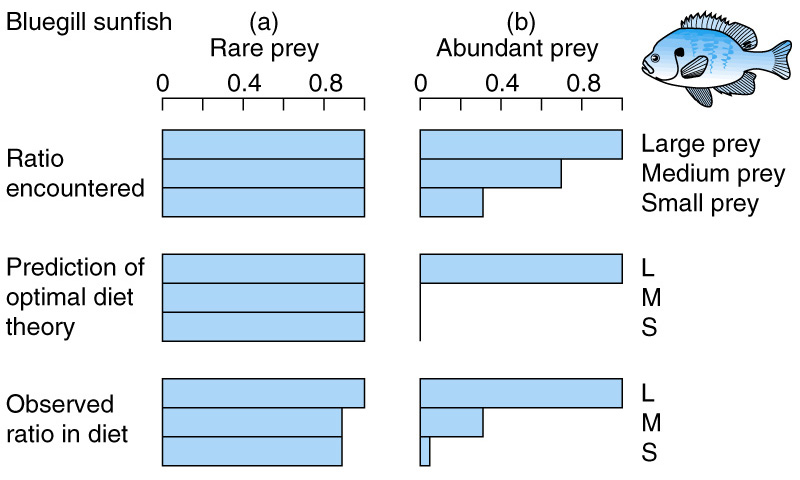 Bluegill sunfish
(a)
Rare prey
(b)
Abundant prey
0 0.4 0.8
0 0.4 0.8
Ratio
encountered
Large prey
Medium prey
Small prey
Prediction of
optimal diet
theory
L
M
S
Observed
ratio in diet
L
M
S